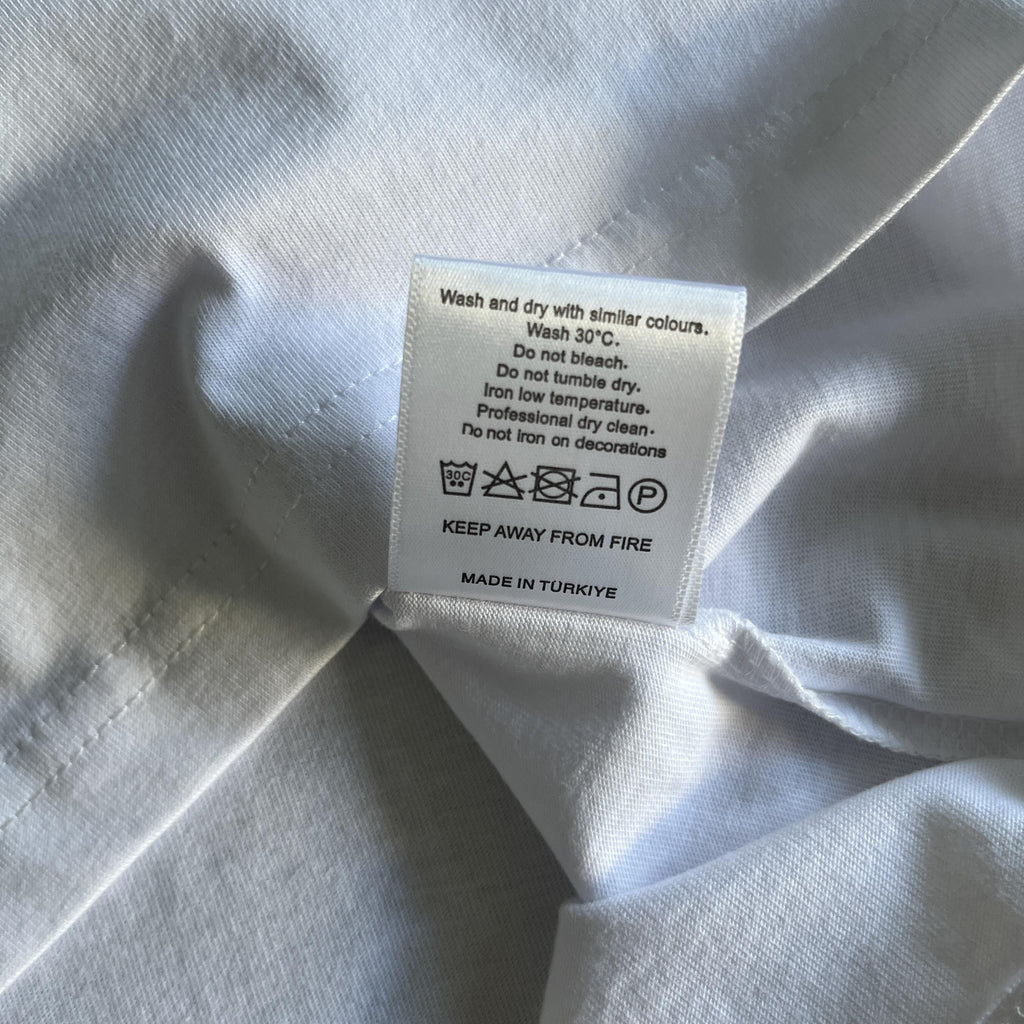 Wash and dry with similar colours.
Wash 30°C.
Do not bleach.
Do not tumble dry.
Iron low temperature.
Professional dry clean.
Do not iron on decorations
30C P
KEEP AWAY FROM FIRE
MADE IN TÜRKIYE